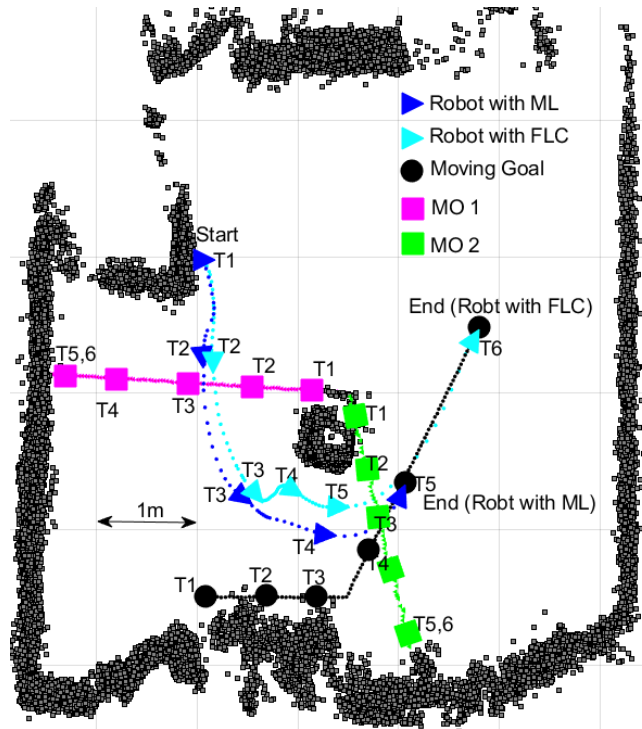 Robot with ML
Robot with FLC
Moving Goal
MO 1
MO 2
Start
T1
End (Robt with FLC)
T6
T2
T2
T5,6
T4
T3
T2
T1
T1
T2
T3
T3
T4
T5
T5
End (Robt with ML)
T3
T4
T4
1m
T1
T2
T3
T5,6